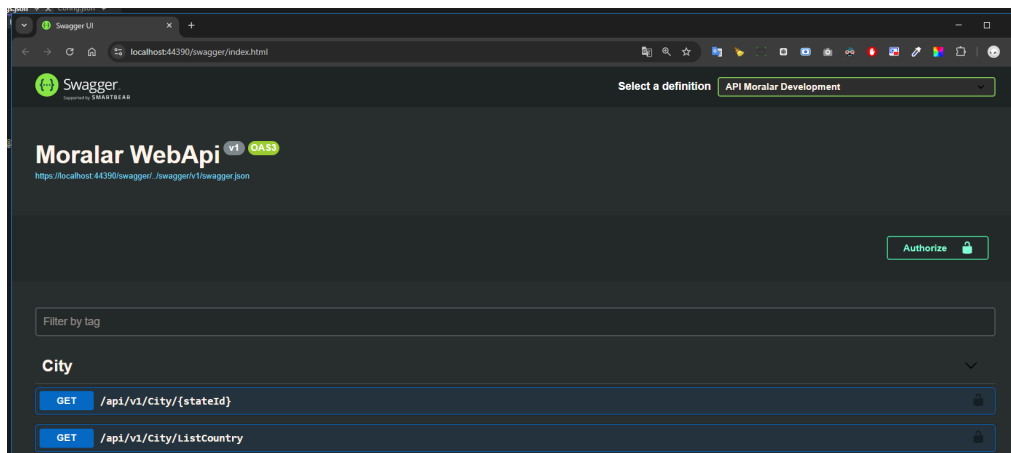 Config.json
Swagger UI
localhost:44390/swagger/index.html
Swagger
Supported by SMARTBEAR
Select a definition
API Moralar Development
Moralar WebApi v1 OAS3
https://localhost:44390/swagger/../swagger/v1/swagger.json
Authorize
Filter by tag
City
GET /api/v1/City/{stateId}
GET /api/v1/City/ListCountry